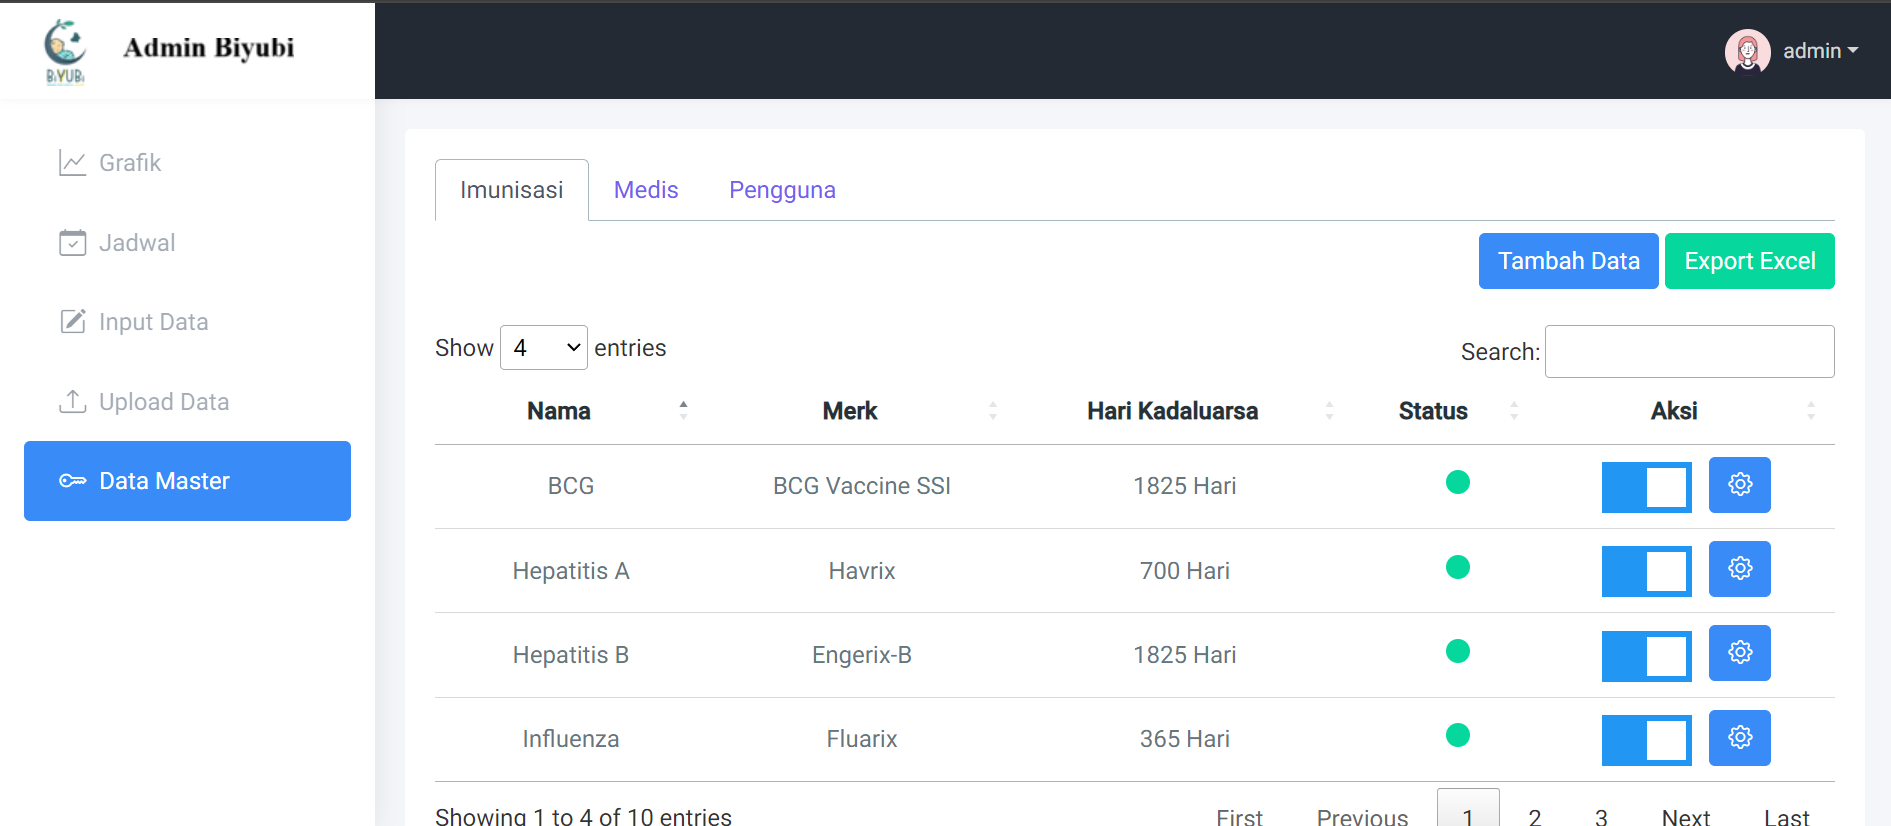 Admin Biyubi
BiYUBi
admin
Grafik
Jadwal
Input Data
Upload Data
Data Master
Imunisasi Medis Pengguna
Tambah Data Export Excel
Show 4 entries Search:
Nama Merk Hari Kadaluarsa Status Aksi
BCG BCG Vaccine SSI 1825 Hari
Hepatitis A Havrix 700 Hari
Hepatitis B Engerix-B 1825 Hari
Influenza Fluarix 365 Hari
Showing 1 to 4 of 10 entries First Previous 1 2 3 Next Last